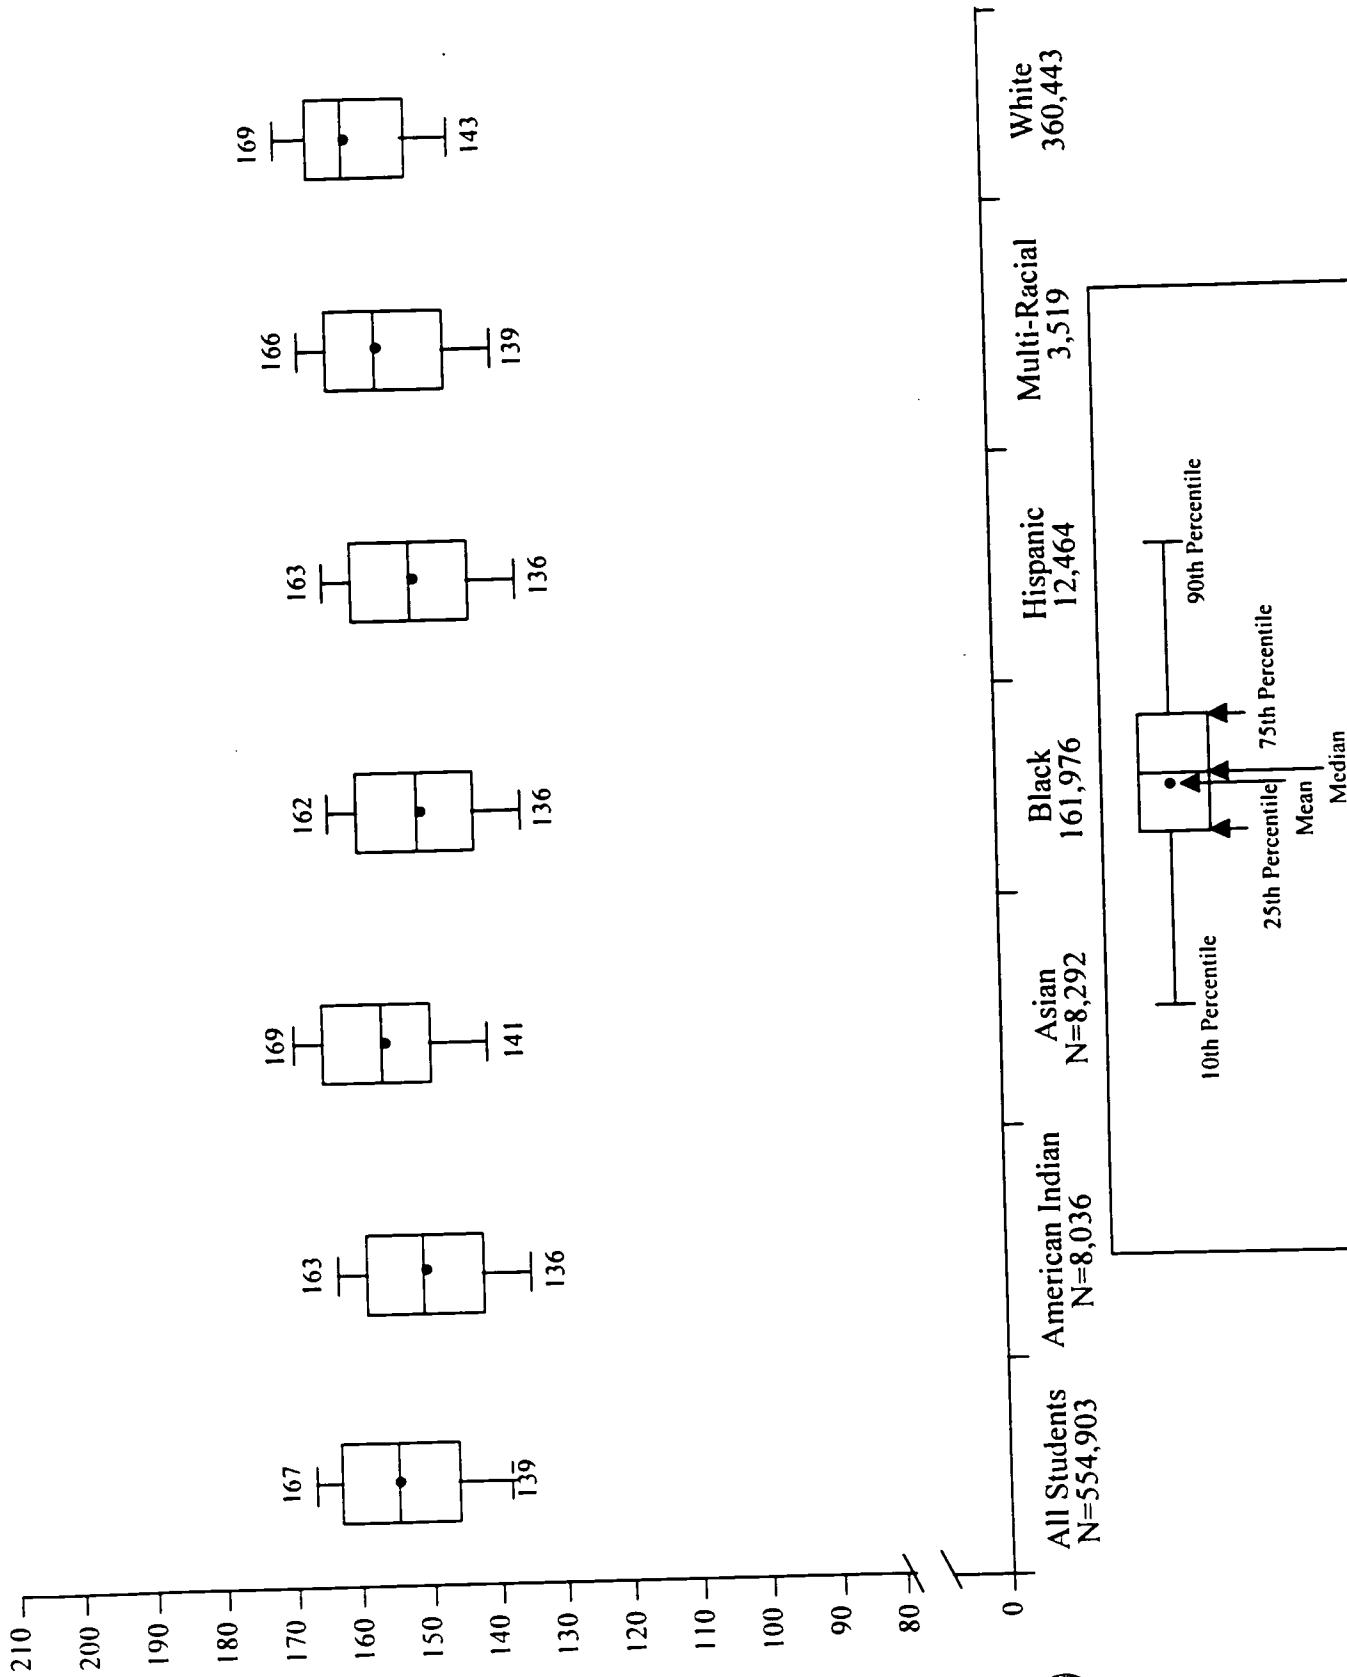 210
200
190
180
170
160
150
140
130
120
110
100
90
80
0
167
139
163
136
169
141
162
136
163
136
166
139
169
143
All Students
N=554,903
American Indian
N=8,036
Asian
N=8,292
Black
161,976
Hispanic
12,464
Multi-Racial
3,519
White
360,443
10th Percentile
90th Percentile
25th Percentile
75th Percentile
Mean
Median